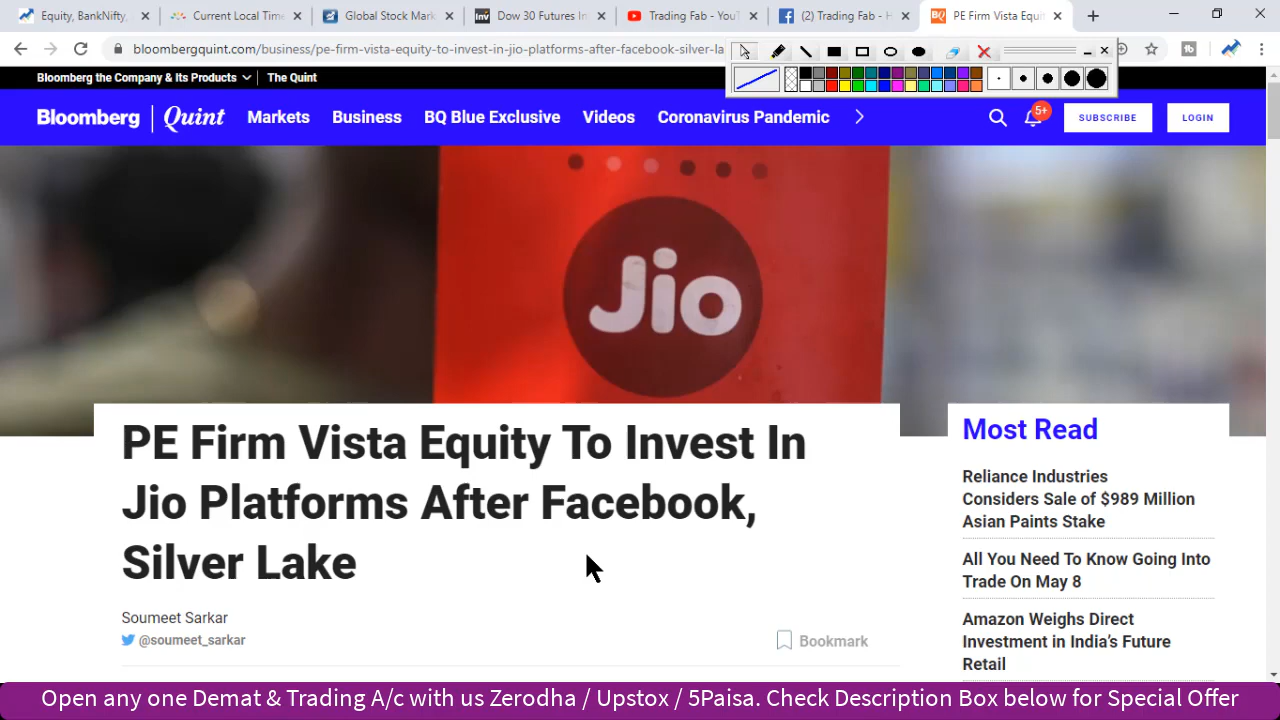 Equity, BankNifty,
Current Local Time
Global Stock Mark
Dow 30 Futures In
Trading Fab - YouT
(2) Trading Fab - H
PE Firm Vista Equit
bloombergquint.com/business/pe-firm-vista-equity-to-invest-in-jio-platforms-after-facebook-silver-la
Bloomberg the Company & Its Products
The Quint
Bloomberg | Quint
Markets
Business
BQ Blue Exclusive
Videos
Coronavirus Pandemic
5+
SUBSCRIBE
LOGIN
Jio
PE Firm Vista Equity To Invest In
Jio Platforms After Facebook,
Silver Lake
Soumeet Sarkar
@soumeet_sarkar
Bookmark
Most Read
Reliance Industries
Considers Sale of $989 Million
Asian Paints Stake
All You Need To Know Going Into
Trade On May 8
Amazon Weighs Direct
Investment in India's Future
Retail
Open any one Demat & Trading A/c with us Zerodha / Upstox / 5Paisa. Check Description Box below for Special Offer